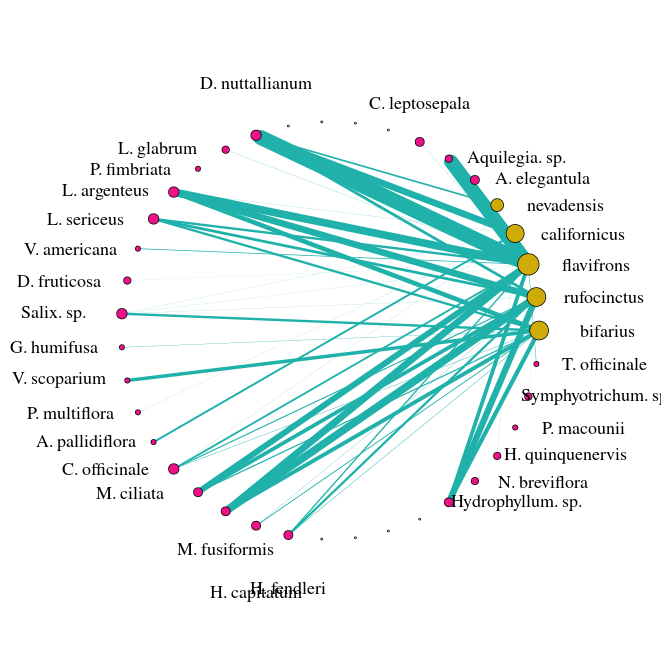 D. nuttallianum
C. leptosepala
L. glabrum
Aquilegia. sp.
P. fimbriata
A. elegantula
L. argenteus
nevadensis
L. sericeus
californicus
V. americana
flavifrons
D. fruticosa
rufocinctus
Salix. sp.
bifarius
G. humifusa
T. officinale
V. scoparium
Symphyotrichum. sp
P. multiflora
P. macounii
A. pallidiflora
H. quinquenervis
C. officinale
N. breviflora
M. ciliata
Hydrophyllum. sp.
M. fusiformis
H. fendleri
H. capitatum